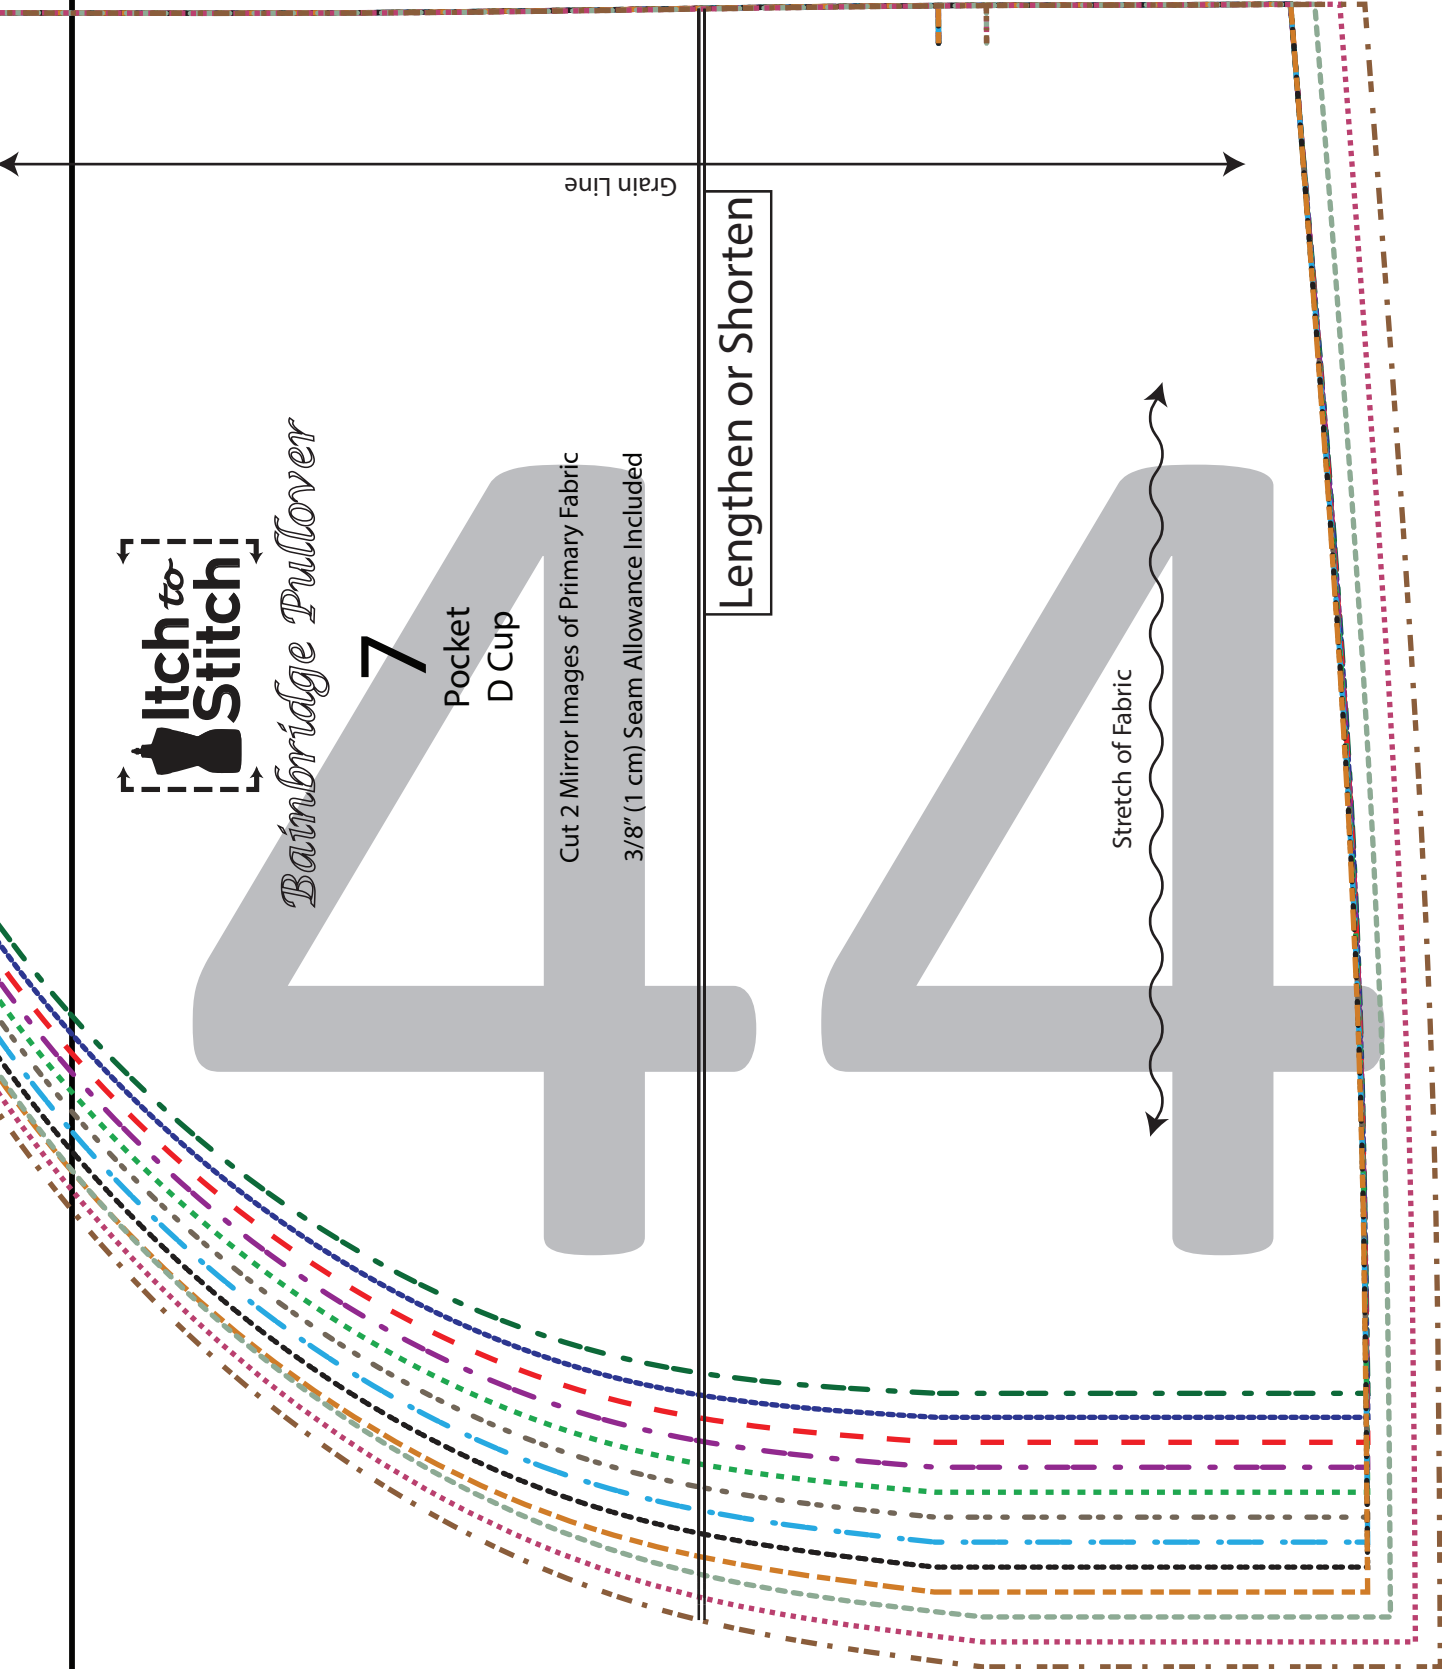 Itch to
Stitch
Bainbridge Pullover
7
Pocket
D Cup
Cut 2 Mirror Images of Primary Fabric
3/8" (1 cm) Seam Allowance Included
Grain Line
Lengthen or Shorten
Stretch of Fabric
44